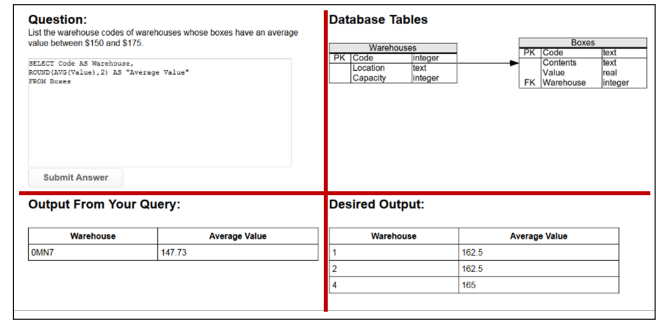 Question:
List the warehouse codes of warehouses whose boxes have an average
value between $150 and $175.
SELECT Code AS Warehouse,
ROUND(AVG(Value),2) AS "Average Value"
FROM Boxes
Submit Answer
Database Tables
Warehouses
PK Code integer
Location text
Capacity integer
Boxes
PK Code text
Contents text
Value real
FK Warehouse integer
Output From Your Query:
Warehouse Average Value
0MN7 147.73
Desired Output:
Warehouse Average Value
1 162.5
2 162.5
4 165